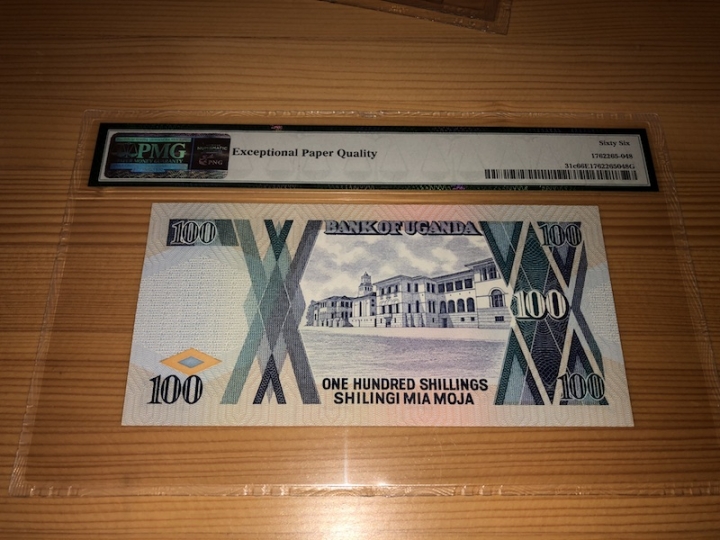 PMG
Exceptional Paper Quality
Sixty Six
1702265-048
31c66E1702265048G
100
BANK OF UGANDA
100
100
100
ONE HUNDRED SHILLINGS
SHILINGI MIA MOJA
100